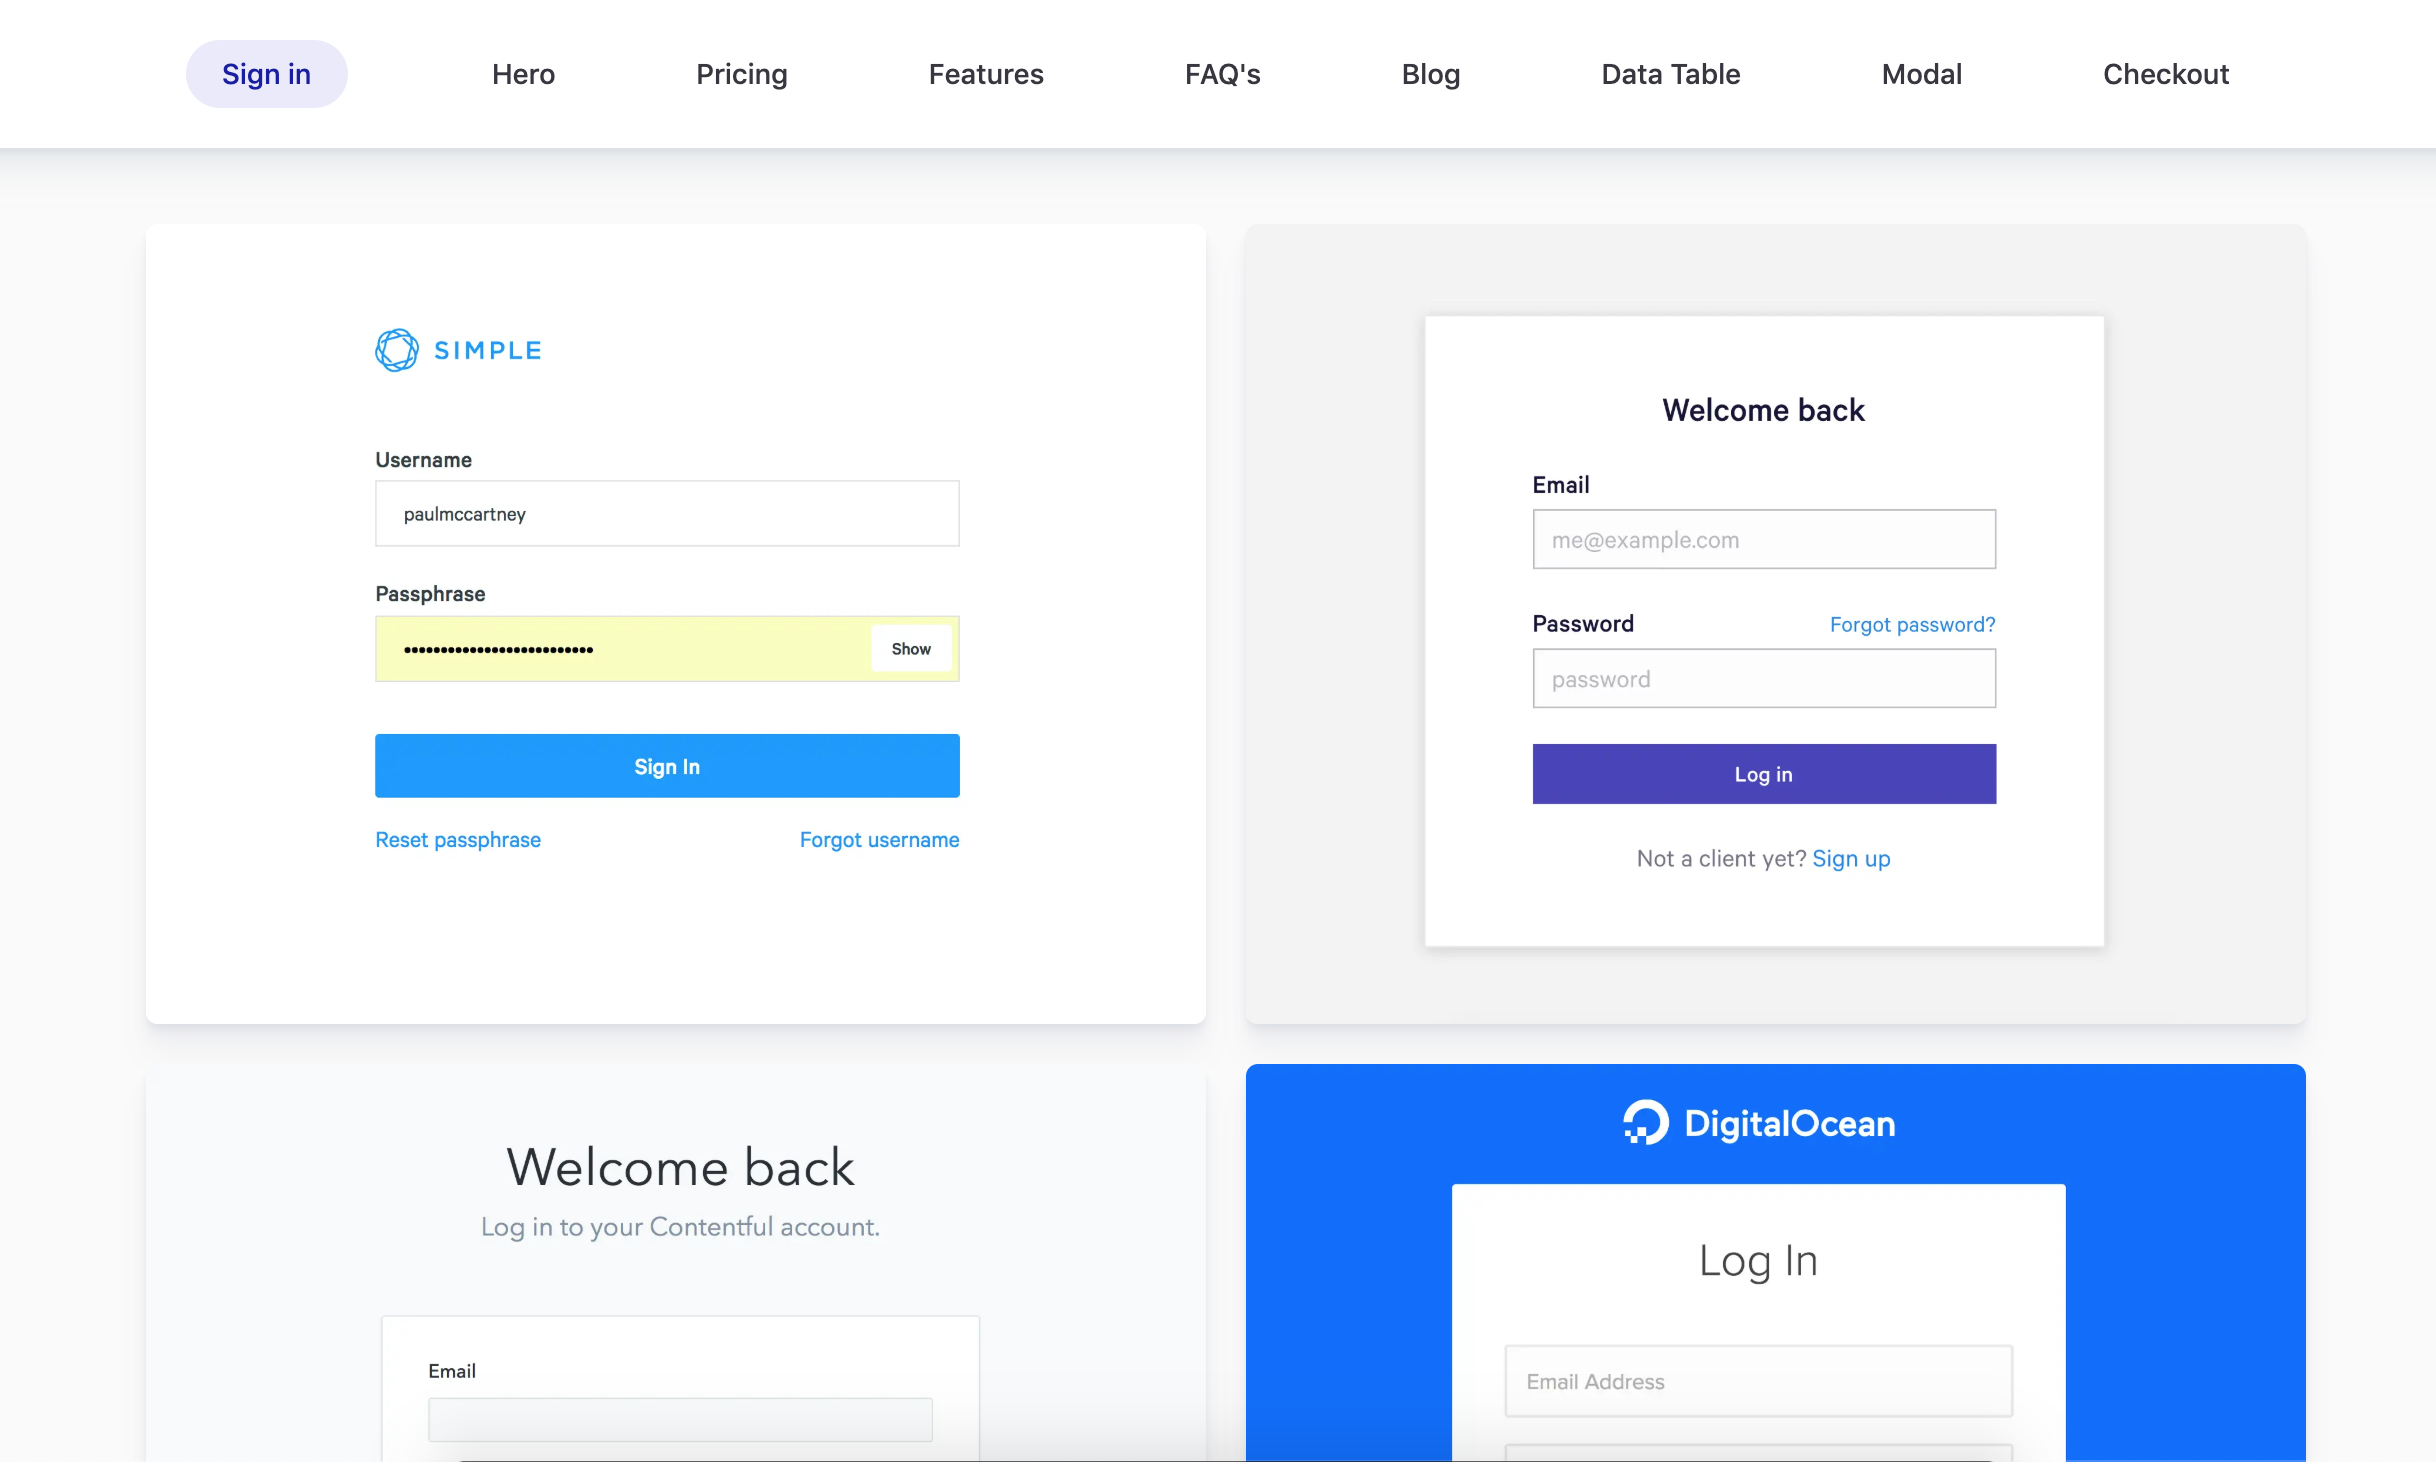 Sign in
Hero
Pricing
Features
FAQ's
Blog
Data Table
Modal
Checkout
SIMPLE
Username
paulmccartney
Passphrase
Show
Sign In
Reset passphrase
Forgot username
Welcome back
Email
me@example.com
Password
Forgot password?
password
Log in
Not a client yet? Sign up
Welcome back
Log in to your Contentful account.
Email
DigitalOcean
Log In
Email Address